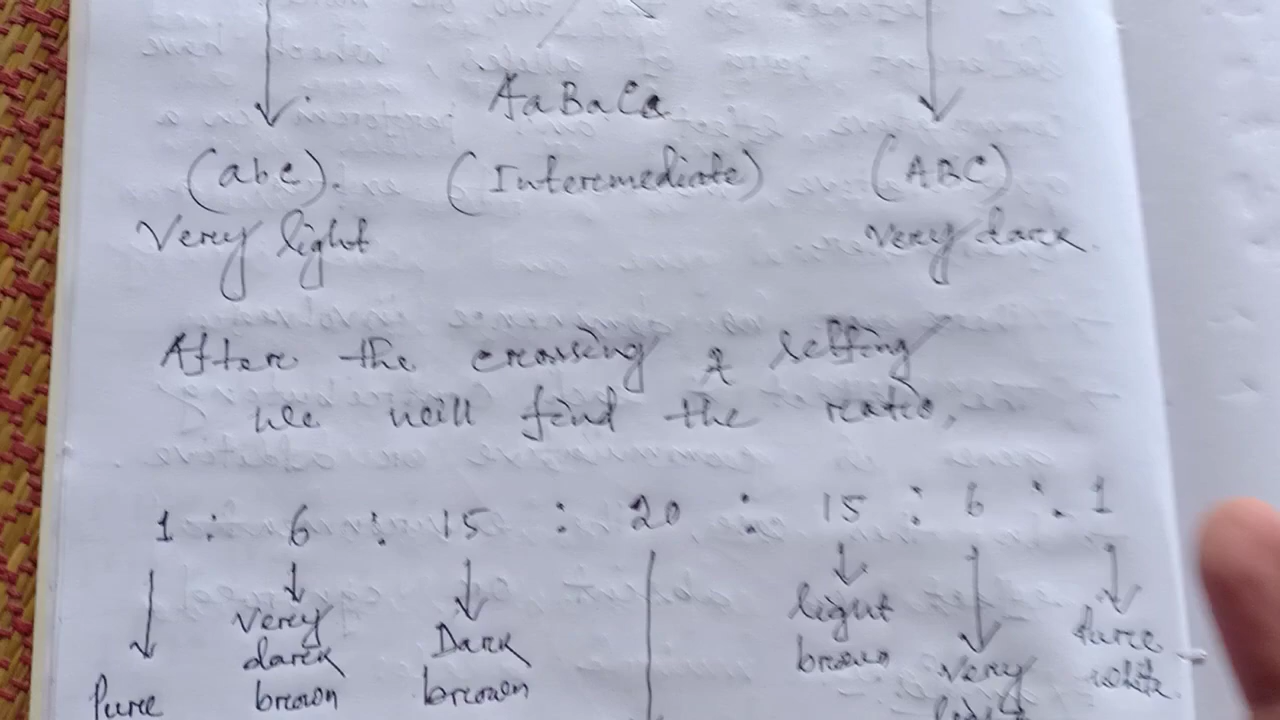 AaBaCa
(abc). (Intermediate) (ABC)
Very light very dark.
After the crossing & selfing
we will find the ratio,
1 : 6 : 15 : 20 : 15 : 6 : 1
Pure Very dark brown Dark brown light brown Very pure white